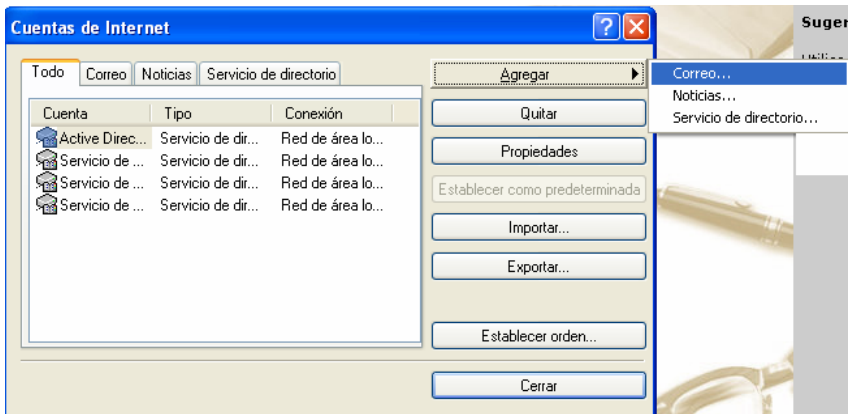 Cuentas de Internet
Suger
Todo Correo Noticias Servicio de directorio
Agregar
Correo...
Noticias...
Servicio de directorio...
Cuenta Tipo Conexión
Active Direc... Servicio de dir... Red de área lo...
Servicio de ... Servicio de dir... Red de área lo...
Servicio de ... Servicio de dir... Red de área lo...
Servicio de ... Servicio de dir... Red de área lo...
Quitar
Propiedades
Establecer como predeterminada
Importar...
Exportar...
Establecer orden...
Cerrar